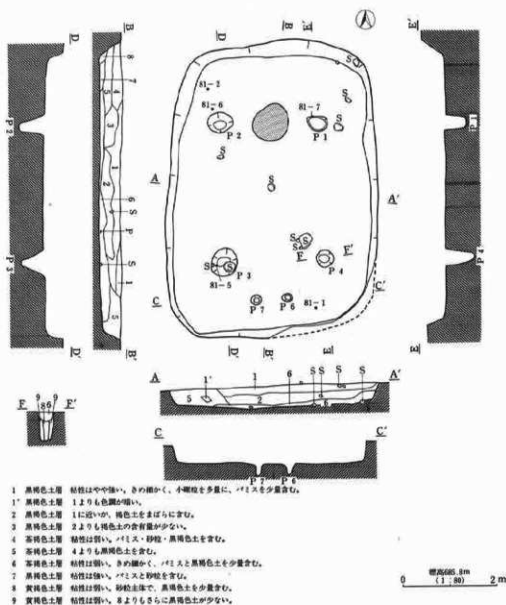 D
B
D
B
E'
E
81-2
81-6
81-7
P 2
P 1
S
A
A'
S
P 3
81-5
P 4
F
F'
C
C'
P 7
P 6
81-1
D'
B'
E
D'
B'
E'
F F'
A A'
1' 1 6 S S S S
5 2
C C'
P 7 P 6
1 黒褐色土層 粘性はやや強い。きめ細かく、小礫粒を多量に、パミスを少量含む。
1' 黒褐色土層 1よりも色調が暗い。
2 黒褐色土層 1に近いが、褐色土をまばらに含む。
3 黒褐色土層 2よりも褐色土の含有量が少ない。
4 茶褐色土層 粘性は弱い。パミス・砂粒・黒褐色土を含む。
5 茶褐色土層 4よりも黒褐色土を含む。
6 茶褐色土層 粘性は弱い。きめ細かく、パミスと黒褐色土を少量含む。
7 黒褐色土層 粘性は強い。パミスと砂粒を含む。
8 黄褐色土層 粘性は弱い。砂粒主体で、黒褐色土を少量含む。
9 黄褐色土層 粘性は弱い。8よりもさらに黒褐色土が少ない。
標高685.8m
0 (1:80) 2m